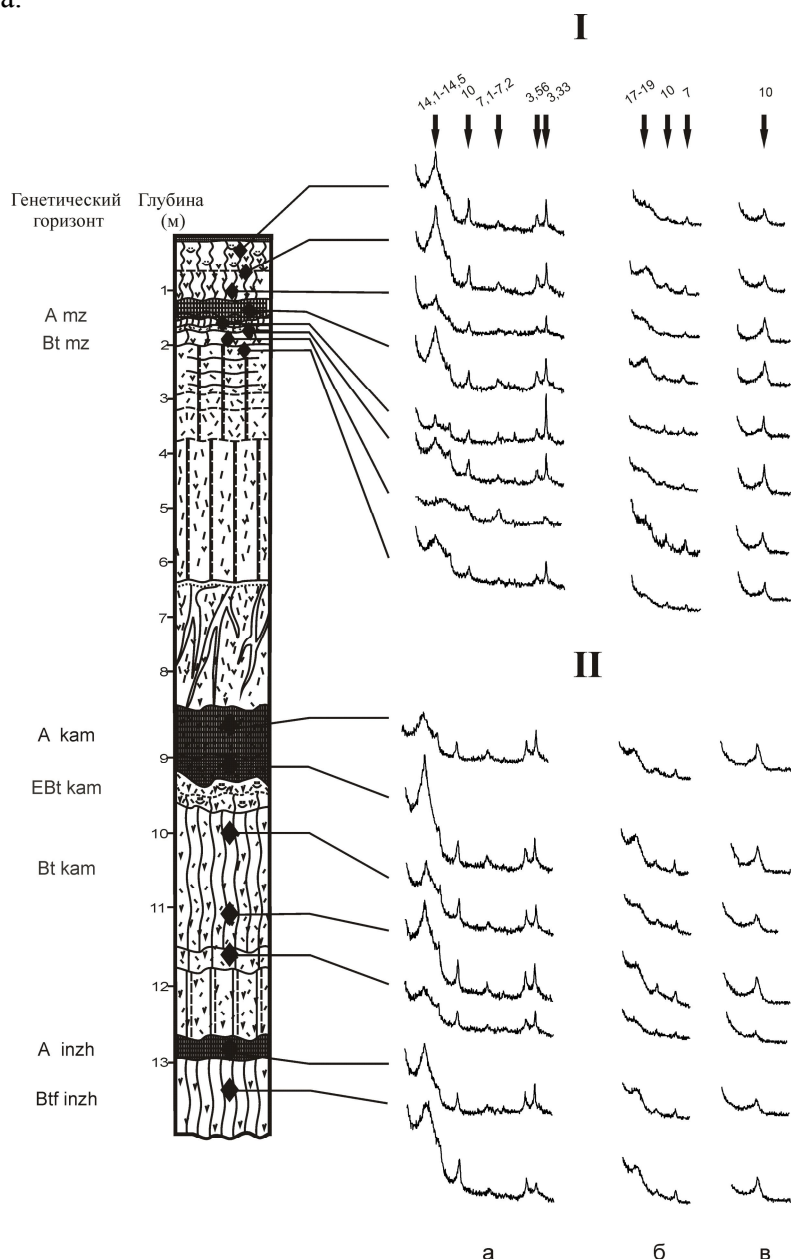 а.
I
14,1-14,5 10 7,1-7,2 3,56 3,33 17-19 10 7 10
Генетический
горизонт
Глубина
(м)
1
A mz
Bt mz
2
3
4
5
6
7
II
8
A kam
9
EBt kam
10
Bt kam
11
12
A inzh
13
Btf inzh
а б в